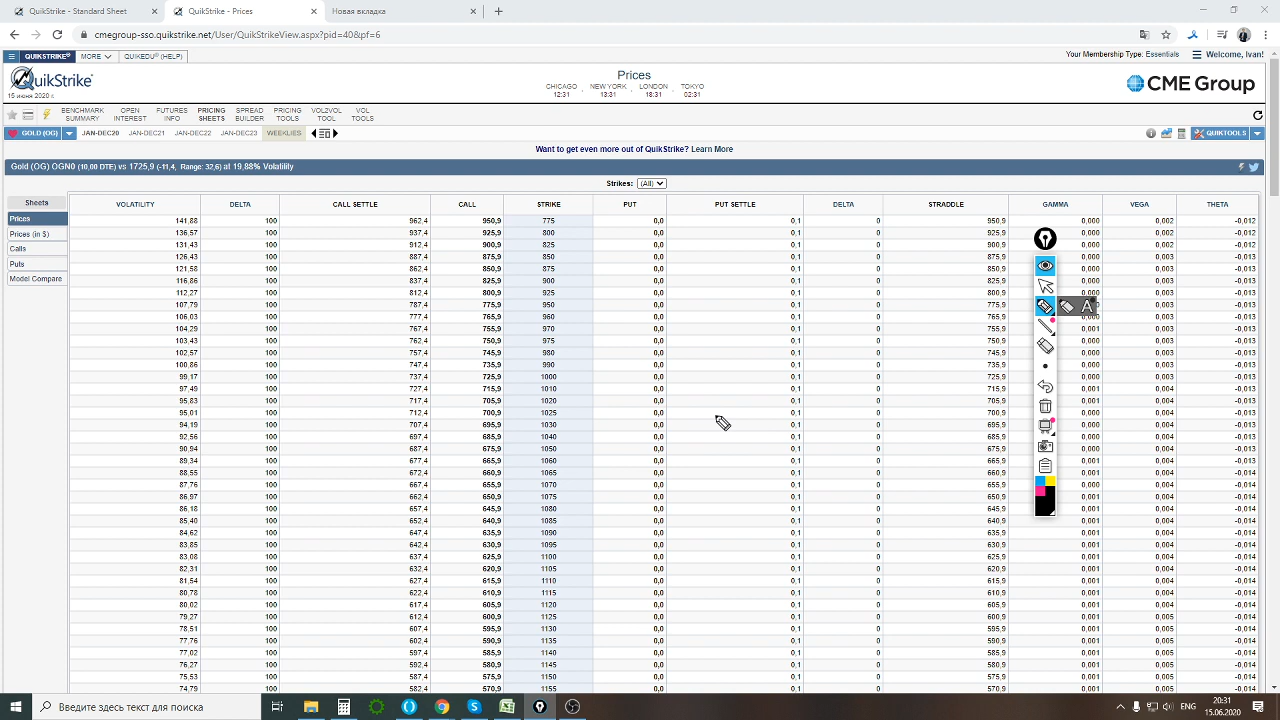 QuikStrike - Standard Sheet
QuikStrike - Prices
Новая вкладка
cmegroup-sso.quikstrike.net/User/QuikStrikeView.aspx?pid=40&pf=6
QUIKSTRIKE® MORE QUIKEDU® (HELP)
Your Membership Type: Essentials Welcome, Ivan!
QuikStrike®
15 июня 2020 г.
Prices
CHICAGO NEW YORK LONDON TOKYO
12:31 13:31 18:31 02:31
CME Group
BENCHMARK SUMMARY OPEN INTEREST FUTURES INFO PRICING SHEETS SPREAD BUILDER PRICING TOOLS VOL2VOL TOOL VOL TOOLS
GOLD (OG) JAN-DEC20 JAN-DEC21 JAN-DEC22 JAN-DEC23 WEEKLIES
QUIKTOOLS
Want to get even more out of QuikStrike? Learn More
Gold (OG) OGN0 (10,00 DTE) vs 1725,9 (-11,4, Range: 32,6) at 19,88% Volatility
Strikes: (All)
Sheets
Prices
Prices (in $)
Calls
Puts
Model Compare
VOLATILITY DELTA CALL SETTLE CALL STRIKE PUT PUT SETTLE DELTA STRADDLE GAMMA VEGA THETA
141,88 100 962,4 950,9 775 0,0 0,1 0 950,9 0,000 0,002 -0,012
136,57 100 937,4 925,9 800 0,0 0,1 0 925,9 0,002 -0,012
131,43 100 912,4 900,9 825 0,0 0,1 0 900,9 0,002 -0,012
126,43 100 887,4 875,9 850 0,0 0,1 0 875,9 0,000 0,003 -0,012
121,58 100 862,4 850,9 875 0,0 0,1 0 850,9 0,000 0,003 -0,012
116,86 100 837,4 825,9 900 0,0 0,1 0 825,9 0,000 0,003 -0,012
112,27 100 812,4 800,9 925 0,0 0,1 0 800,9 0,000 0,003 -0,012
107,79 100 787,4 775,9 950 0,0 0,1 0 775,9 0,003 -0,013
106,03 100 777,4 765,9 960 0,0 0,1 0 765,9 0,000 0,003 -0,013
104,29 100 767,4 755,9 970 0,0 0,1 0 755,9 0,001 0,003 -0,013
103,43 100 762,4 750,9 975 0,0 0,1 0 750,9 0,000 0,003 -0,013
102,57 100 757,4 745,9 980 0,0 0,1 0 745,9 0,000 0,003 -0,013
100,86 100 747,4 735,9 990 0,0 0,1 0 735,9 0,000 0,003 -0,013
99,17 100 737,4 725,9 1000 0,0 0,1 0 725,9 0,000 0,003 -0,013
97,49 100 727,4 715,9 1010 0,0 0,1 0 715,9 0,001 0,004 -0,013
95,83 100 717,4 705,9 1020 0,0 0,1 0 705,9 0,000 0,004 -0,013
95,01 100 712,4 700,9 1025 0,0 0,1 0 700,9 0,000 0,004 -0,013
94,19 100 707,4 695,9 1030 0,0 0,1 0 695,9 0,000 0,004 -0,013
92,56 100 697,4 685,9 1040 0,0 0,1 0 685,9 0,000 0,004 -0,013
90,94 100 687,4 675,9 1050 0,0 0,1 0 675,9 0,000 0,004 -0,013
89,34 100 677,4 665,9 1060 0,0 0,1 0 665,9 0,001 0,004 -0,013
88,55 100 672,4 660,9 1065 0,0 0,1 0 660,9 0,001 0,004 -0,013
87,76 100 667,4 655,9 1070 0,0 0,1 0 655,9 0,000 0,004 -0,013
86,97 100 662,4 650,9 1075 0,0 0,1 0 650,9 0,001 0,004 -0,013
86,18 100 657,4 645,9 1080 0,0 0,1 0 645,9 0,001 0,004 -0,014
85,40 100 652,4 640,9 1085 0,0 0,1 0 640,9 0,001 0,004 -0,014
84,62 100 647,4 635,9 1090 0,0 0,1 0 635,9 0,001 0,004 -0,014
83,85 100 642,4 630,9 1095 0,0 0,1 0 630,9 0,001 0,004 -0,014
83,08 100 637,4 625,9 1100 0,0 0,1 0 625,9 0,001 0,004 -0,014
82,31 100 632,4 620,9 1105 0,0 0,1 0 620,9 0,001 0,004 -0,014
81,54 100 627,4 615,9 1110 0,0 0,1 0 615,9 0,001 0,004 -0,014
80,78 100 622,4 610,9 1115 0,0 0,1 0 610,9 0,001 0,004 -0,014
80,02 100 617,4 605,9 1120 0,0 0,1 0 605,9 0,001 0,004 -0,014
79,27 100 612,4 600,9 1125 0,0 0,1 0 600,9 0,001 0,004 -0,014
78,51 100 607,4 595,9 1130 0,0 0,1 0 595,9 0,001 0,005 -0,014
77,76 100 602,4 590,9 1135 0,0 0,1 0 590,9 0,001 0,005 -0,014
77,02 100 597,4 585,9 1140 0,0 0,1 0 585,9 0,001 0,005 -0,014
76,27 100 592,4 580,9 1145 0,0 0,1 0 580,9 0,001 0,005 -0,014
75,53 100 587,4 575,9 1150 0,0 0,1 0 575,9 0,001 0,005 -0,014
74,79 100 582,4 570,9 1155 0,0 0,1 0 570,9 0,001 0,005 -0,014
Введите здесь текст для поиска
ENG
20:31
15.06.2020